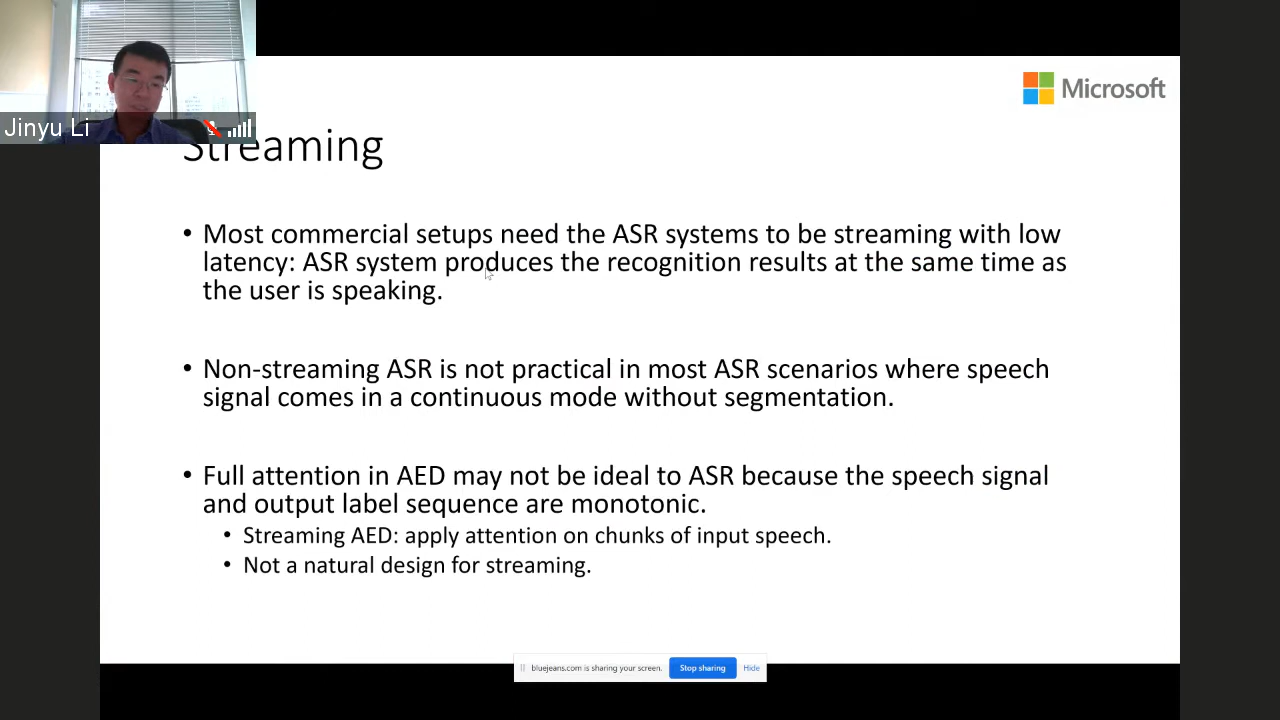 Microsoft
Jinyu Li
Streaming
• Most commercial setups need the ASR systems to be streaming with low
latency: ASR system produces the recognition results at the same time as
the user is speaking.
• Non-streaming ASR is not practical in most ASR scenarios where speech
signal comes in a continuous mode without segmentation.
• Full attention in AED may not be ideal to ASR because the speech signal
and output label sequence are monotonic.
• Streaming AED: apply attention on chunks of input speech.
• Not a natural design for streaming.
bluejeans.com is sharing your screen. Stop sharing Hide